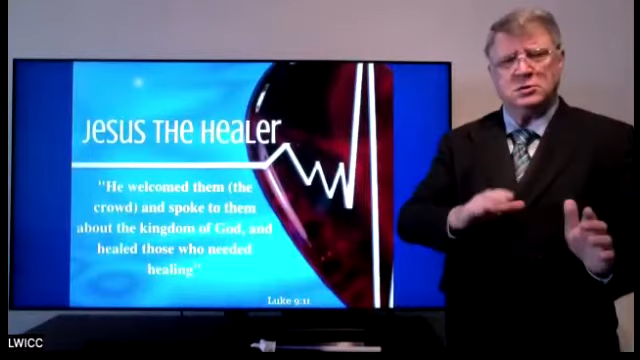 Jesus the Healer
"He welcomed them (the
crowd) and spoke to them
about the kingdom of God, and
healed those who needed
healing"
Luke 9:11
LWICC